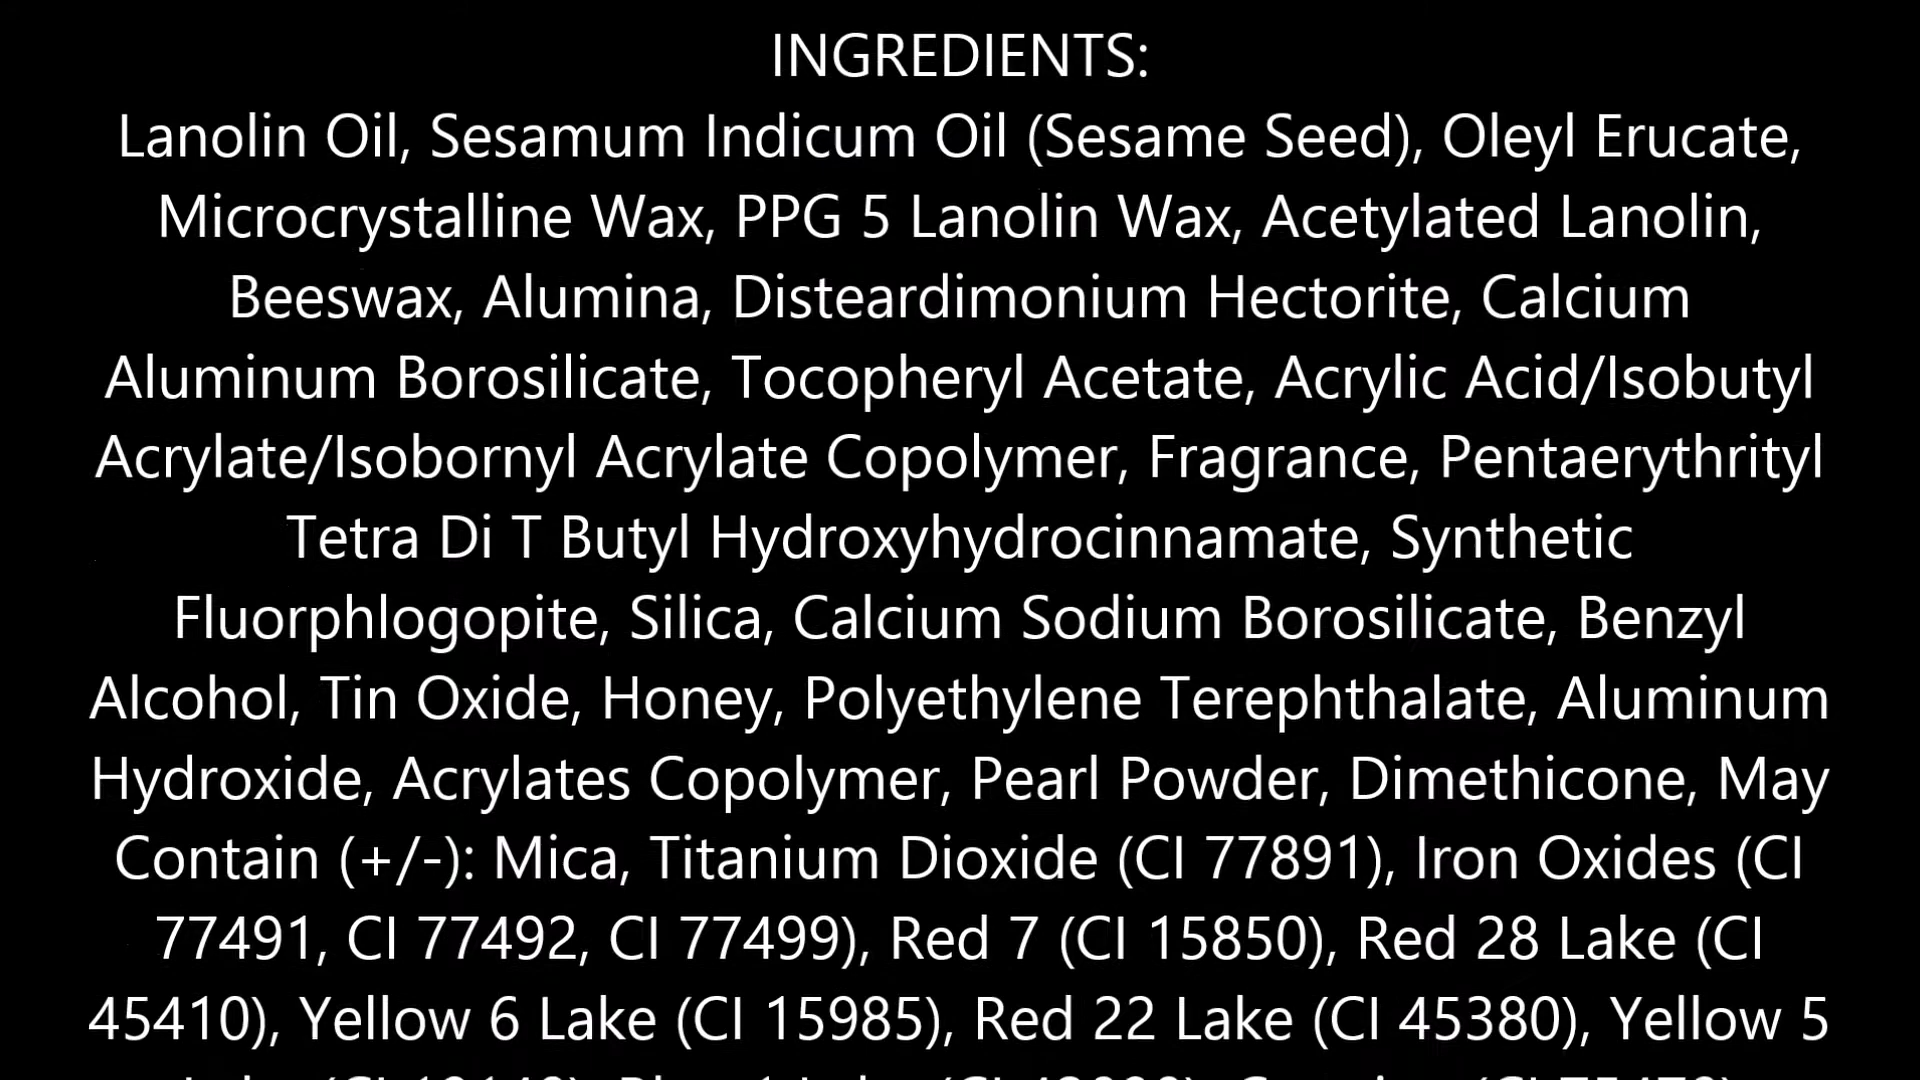 INGREDIENTS:
Lanolin Oil, Sesamum Indicum Oil (Sesame Seed), Oleyl Erucate,
Microcrystalline Wax, PPG 5 Lanolin Wax, Acetylated Lanolin,
Beeswax, Alumina, Disteardimonium Hectorite, Calcium
Aluminum Borosilicate, Tocopheryl Acetate, Acrylic Acid/Isobutyl
Acrylate/Isobornyl Acrylate Copolymer, Fragrance, Pentaerythrityl
Tetra Di T Butyl Hydroxyhydrocinnamate, Synthetic
Fluorphlogopite, Silica, Calcium Sodium Borosilicate, Benzyl
Alcohol, Tin Oxide, Honey, Polyethylene Terephthalate, Aluminum
Hydroxide, Acrylates Copolymer, Pearl Powder, Dimethicone, May
Contain (+/-): Mica, Titanium Dioxide (CI 77891), Iron Oxides (CI
77491, CI 77492, CI 77499), Red 7 (CI 15850), Red 28 Lake (CI
45410), Yellow 6 Lake (CI 15985), Red 22 Lake (CI 45380), Yellow 5